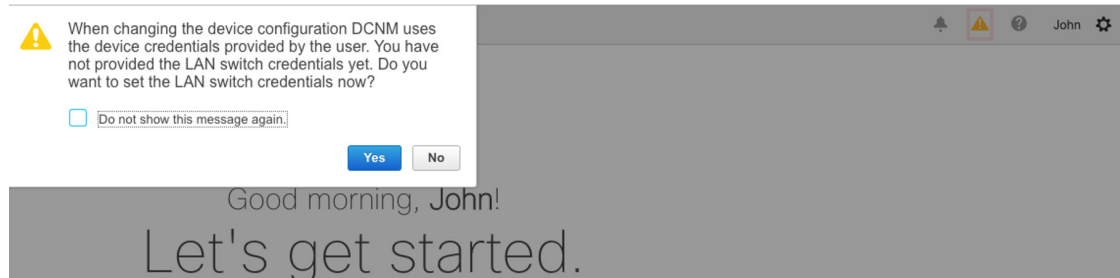 When changing the device configuration DCNM uses
the device credentials provided by the user. You have
not provided the LAN switch credentials yet. Do you
want to set the LAN switch credentials now?
Do not show this message again.
Yes No
John
Good morning, John!
Let's get started.